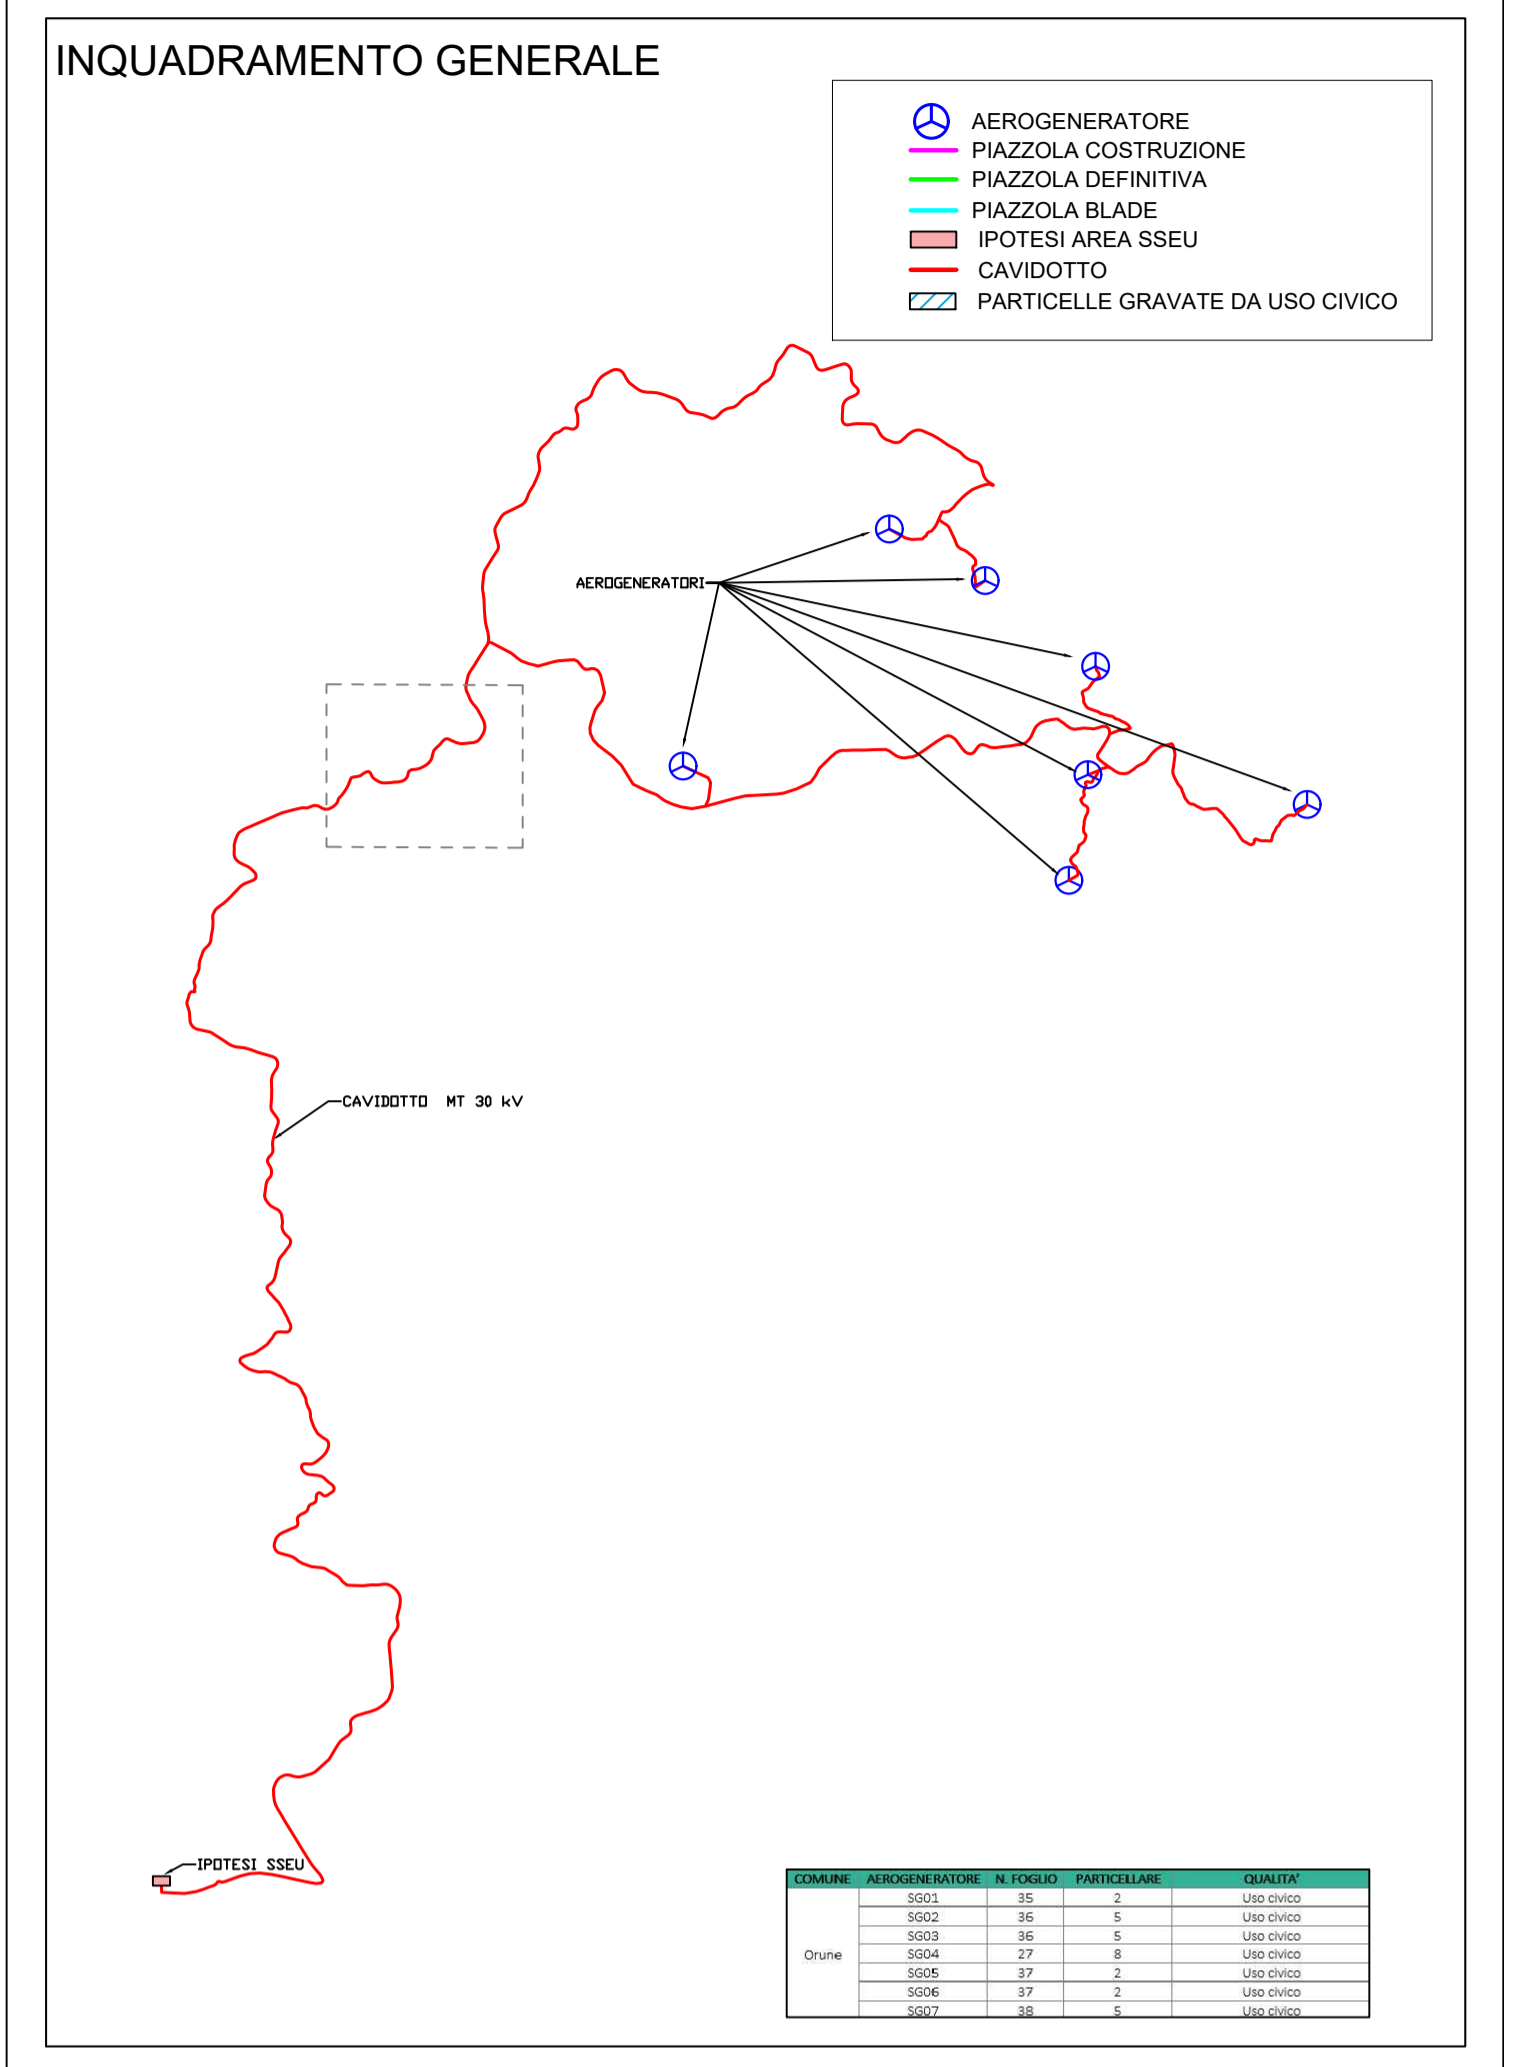 INQUADRAMENTO GENERALE
AEROGENERATORE
PIAZZOLA COSTRUZIONE
PIAZZOLA DEFINITIVA
PIAZZOLA BLADE
IPOTESI AREA SSEU
CAVIDOTTO
PARTICELLE GRAVATE DA USO CIVICO
AEROGENERATORI
CAVIDOTTO MT 30 kV
IPOTESI SSEU
COMUNE AEROGENERATORE N. FOGLIO PARTICELLARE QUALITA'
SG01 35 2 Uso civico
SG02 36 5 Uso civico
SG03 36 5 Uso civico
Orune SG04 27 8 Uso civico
SG05 37 2 Uso civico
SG06 37 2 Uso civico
SG07 38 5 Uso civico